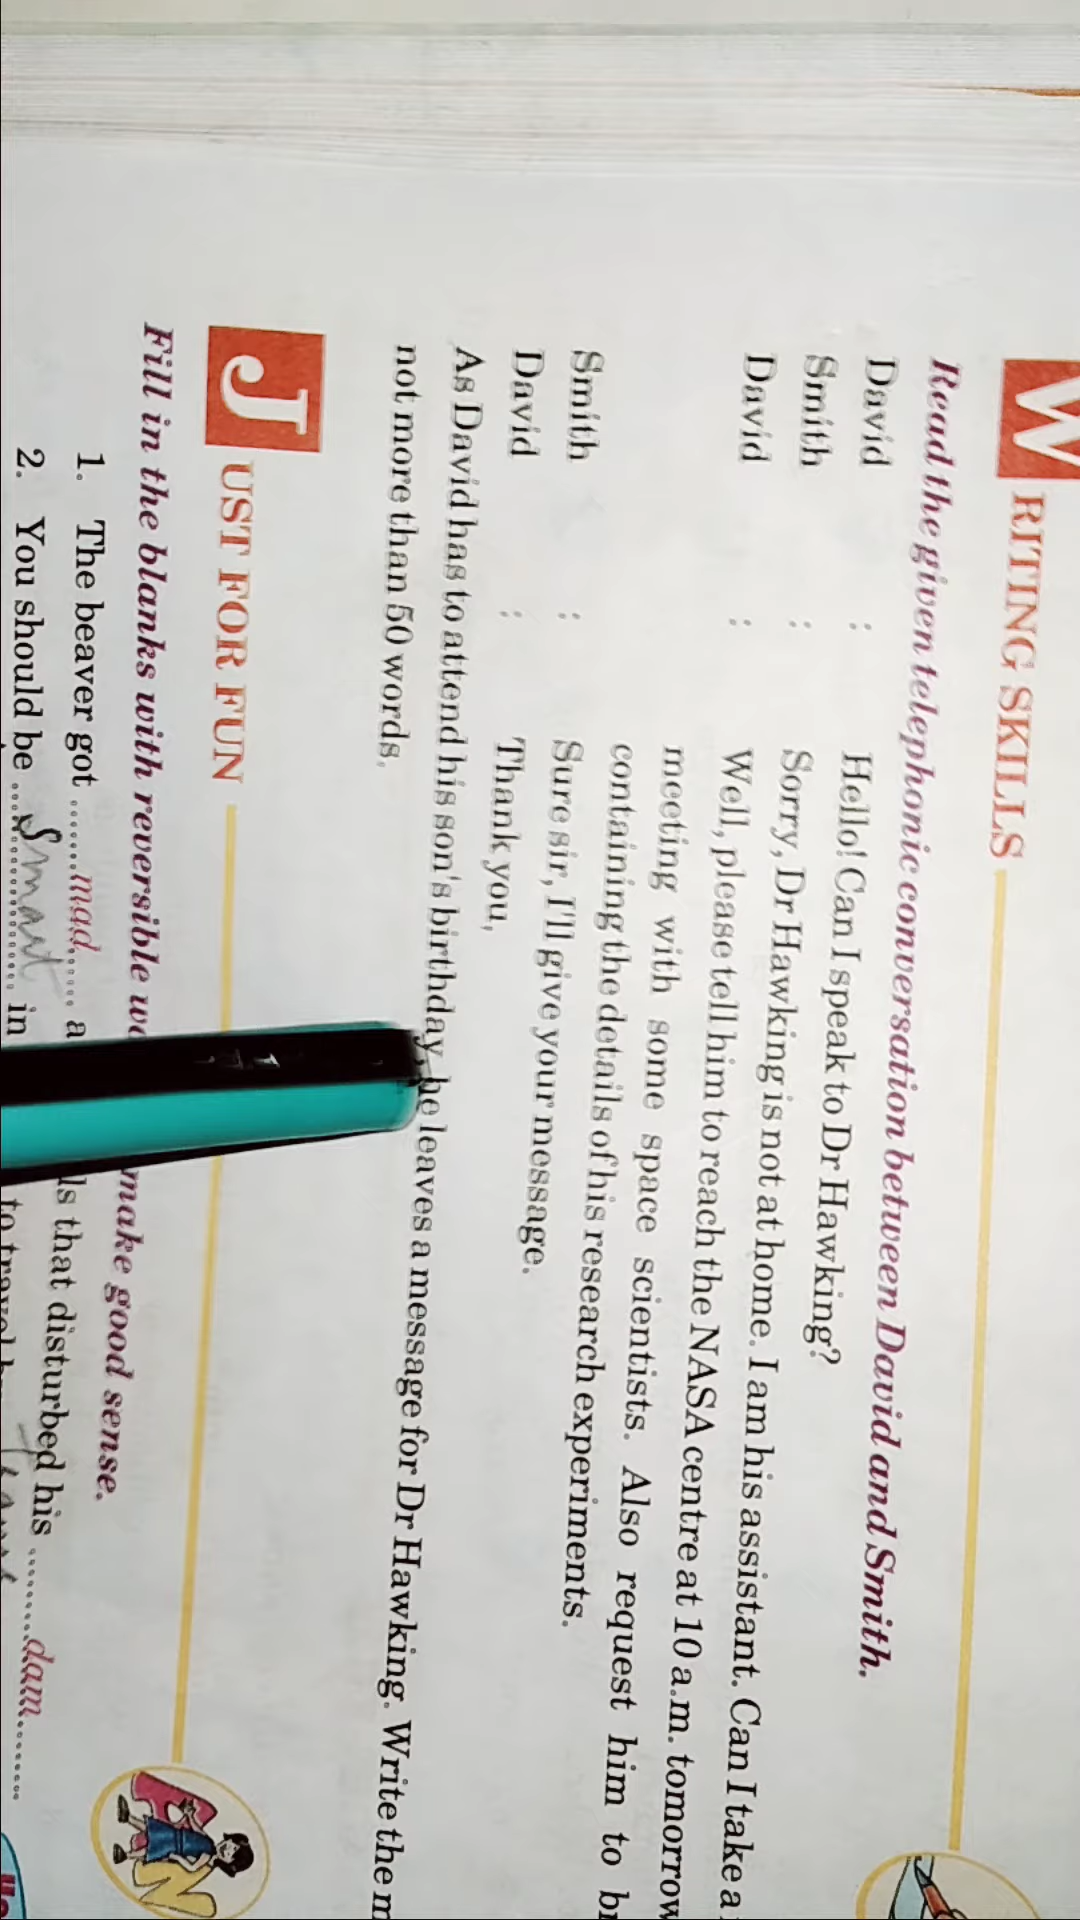 WRITING SKILLS
Read the given telephonic conversation between David and Smith.
David : Hello! Can I speak to Dr Hawking?
Smith : Sorry, Dr Hawking is not at home. I am his assistant. Can I take a
David : Well, please tell him to reach the NASA centre at 10 a.m. tomorrow
meeting with some space scientists. Also request him to
containing the details of his research experiments.
Smith : Sure sir, I'll give your message.
David : Thank you,
As David has to attend his son's birthday, he leaves a message for Dr Hawking. Write the
not more than 50 words.
JUST FOR FUN
Fill in the blanks with reversible make good sense.
1. The beaver got ........mad...... a ls that disturbed his .........dam.........
2. You should be ....smart.... in to travel